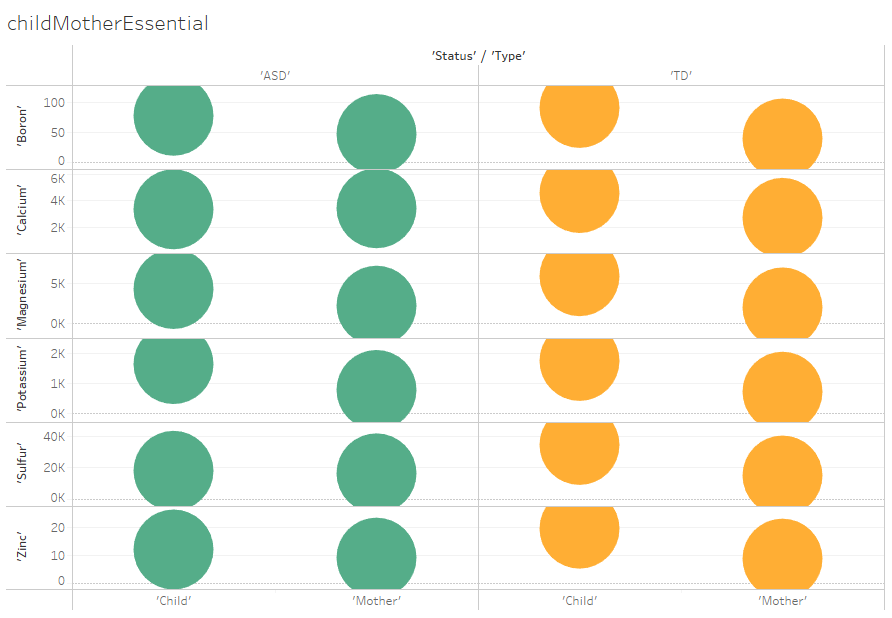 childMotherEssential
'Status' / 'Type'
'ASD' 'TD'
'Boron'
100
50
0
'Calcium'
6K
4K
2K
'Magnesium'
5K
0K
'Potassium'
2K
1K
0K
'Sulfur'
40K
20K
0K
'Zinc'
20
10
0
'Child' 'Mother' 'Child' 'Mother'